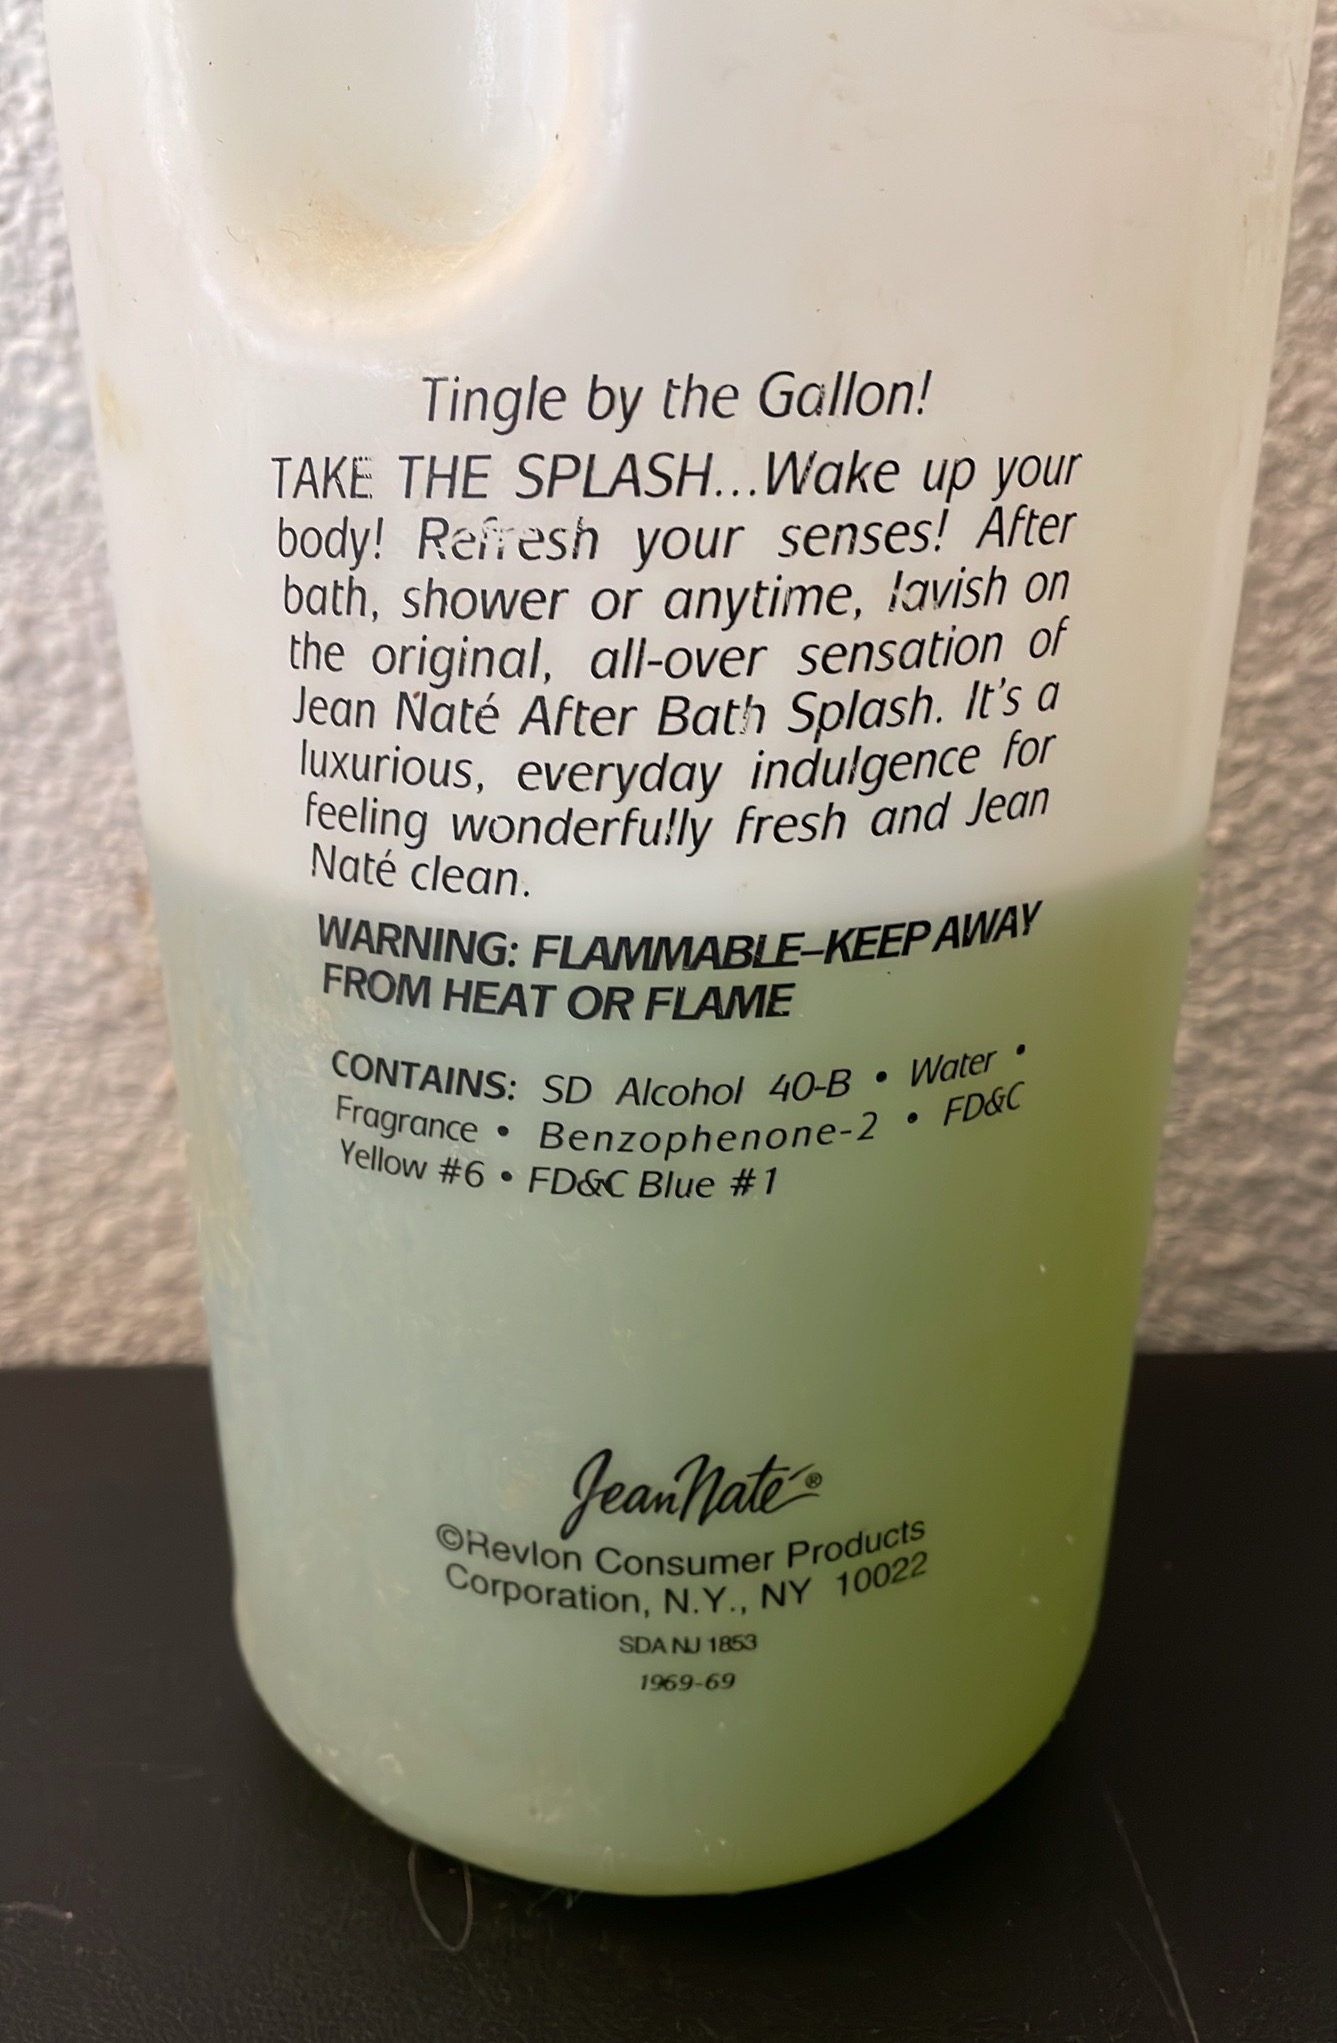 Tingle by the Gallon!
TAKE THE SPLASH...Wake up your
body! Refresh your senses! After
bath, shower or anytime, lavish on
the original, all-over sensation of
Jean Naté After Bath Splash. It's a
luxurious, everyday indulgence for
feeling wonderfully fresh and Jean
Naté clean.
WARNING: FLAMMABLE–KEEP AWAY
FROM HEAT OR FLAME
CONTAINS: SD Alcohol 40-B • Water •
Fragrance • Benzophenone-2 • FD&C
Yellow #6 • FD&C Blue #1
Jean Naté®
©Revlon Consumer Products
Corporation, N.Y., NY 10022
SDA NJ 1853
1969-69